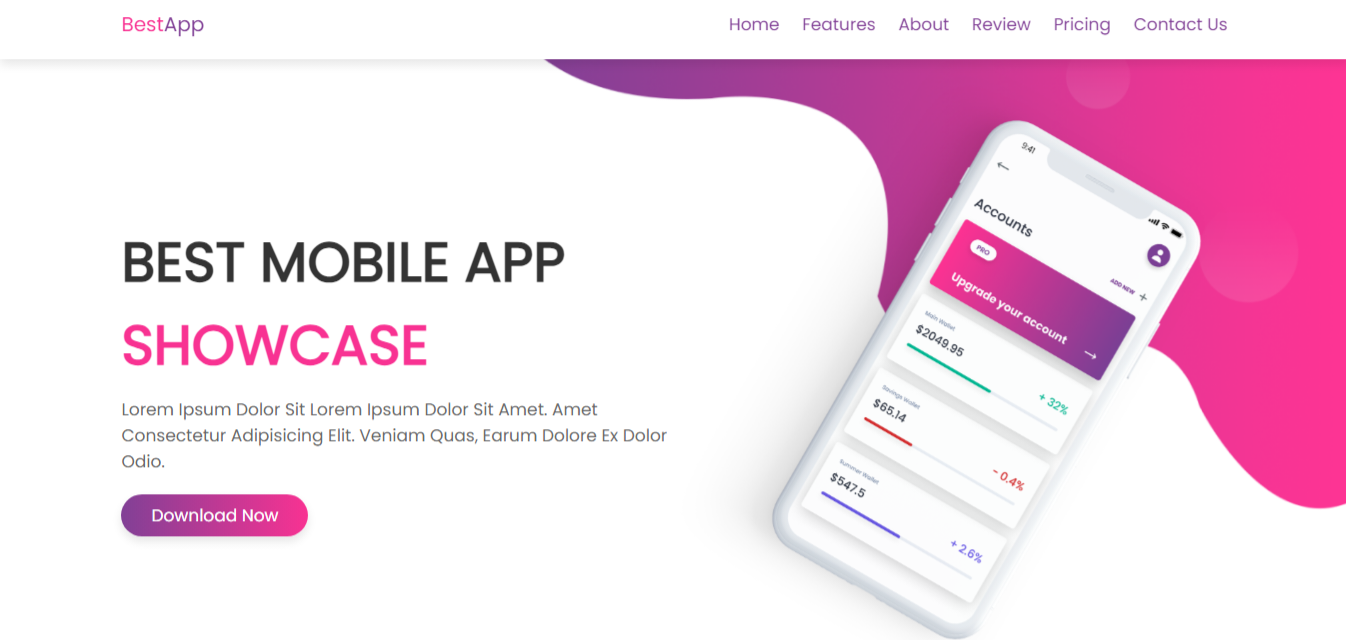 BestApp
Home Features About Review Pricing Contact Us
BEST MOBILE APP
SHOWCASE
Lorem Ipsum Dolor Sit Lorem Ipsum Dolor Sit Amet. Amet
Consectetur Adipisicing Elit. Veniam Quas, Earum Dolore Ex Dolor
Odio.
Download Now
9:41
Accounts
ADD NEW +
PRO
Upgrade your account
Main Wallet
$2049.95
+ 32%
Savings Wallet
$65.14
- 0.4%
Summer Wallet
$547.5
+ 2.6%